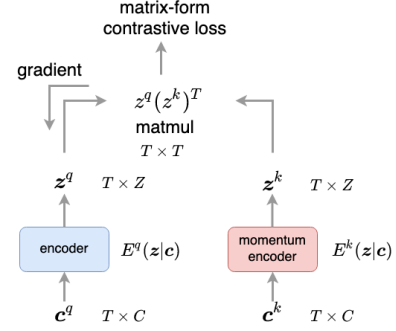 matrix-form
contrastive loss
gradient
z^q(z^k)^T
matmul
T × T
z^q T × Z
z^k T × Z
encoder
E^q(z|c)
momentum
encoder
E^k(z|c)
c^q T × C
c^k T × C